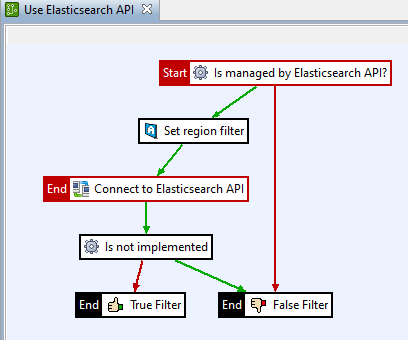 Use Elasticsearch API
Start Is managed by Elasticsearch API?
Set region filter
End Connect to Elasticsearch API
Is not implemented
End True Filter
End False Filter